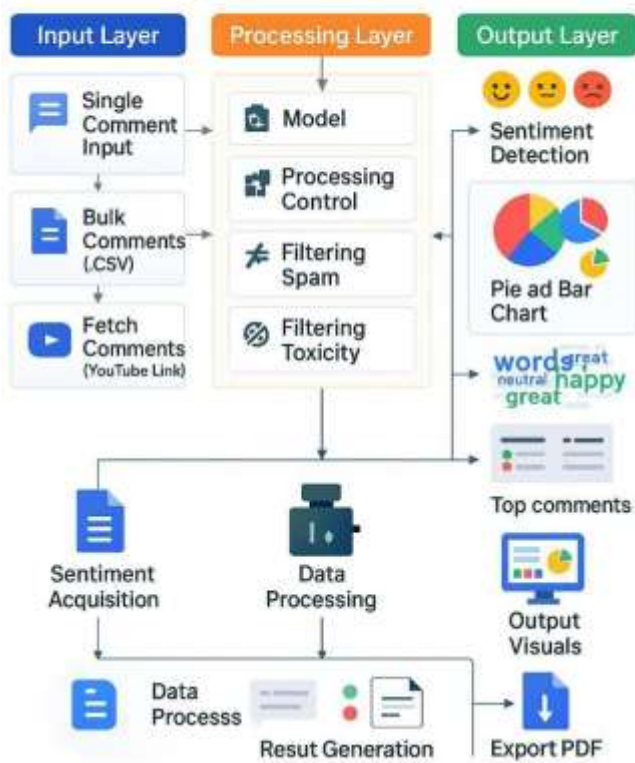 Input Layer
Processing Layer
Output Layer
Single
Comment
Input
Bulk
Comments
(.CSV)
Fetch
Comments
(YouTube Link)
Model
Processing
Control
Filtering
Spam
Filtering
Toxicity
Sentiment
Detection
Pie ad Bar
Chart
words great
neutral happy
great
Top comments
Sentiment
Acquisition
Data
Processing
Output
Visuals
Data
Processs
Resut Generation
Export PDF